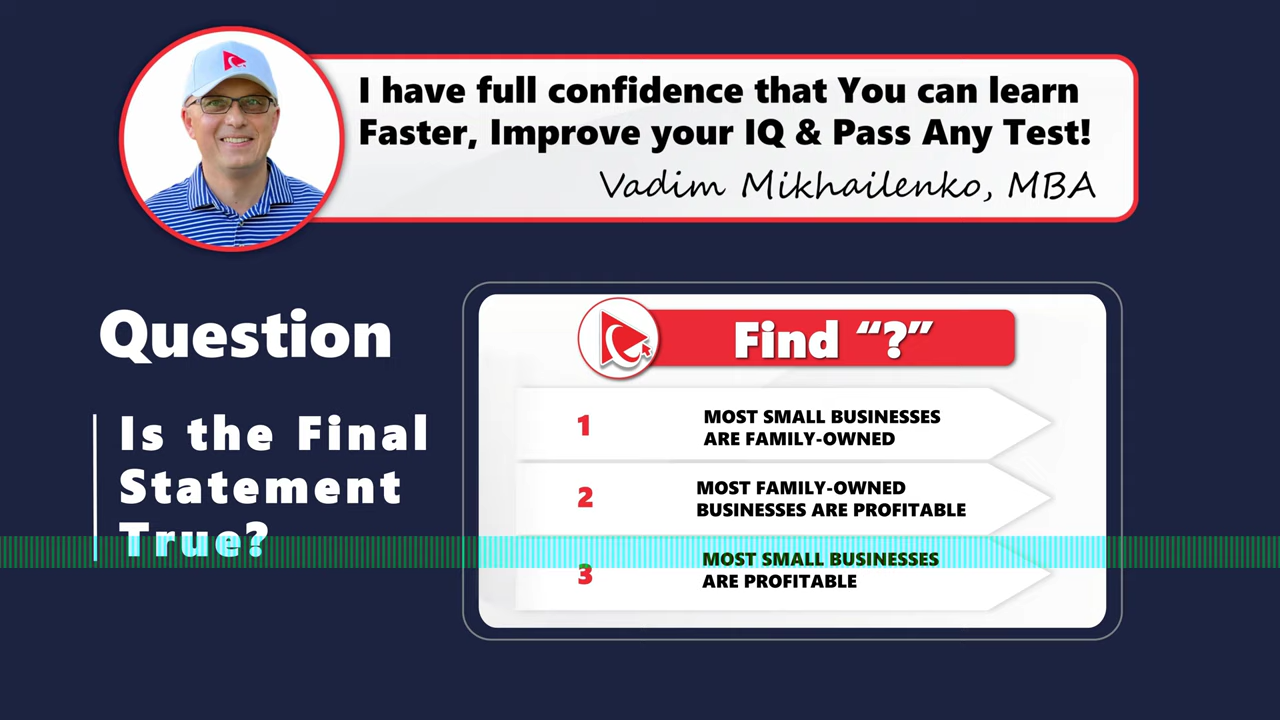 I have full confidence that You can learn
Faster, Improve your IQ & Pass Any Test!
Vadim Mikhailenko, MBA
Question
Is the Final
Statement
True?
Find “?”
1
MOST SMALL BUSINESSES
ARE FAMILY-OWNED
2
MOST FAMILY-OWNED
BUSINESSES ARE PROFITABLE
3
MOST SMALL BUSINESSES
ARE PROFITABLE